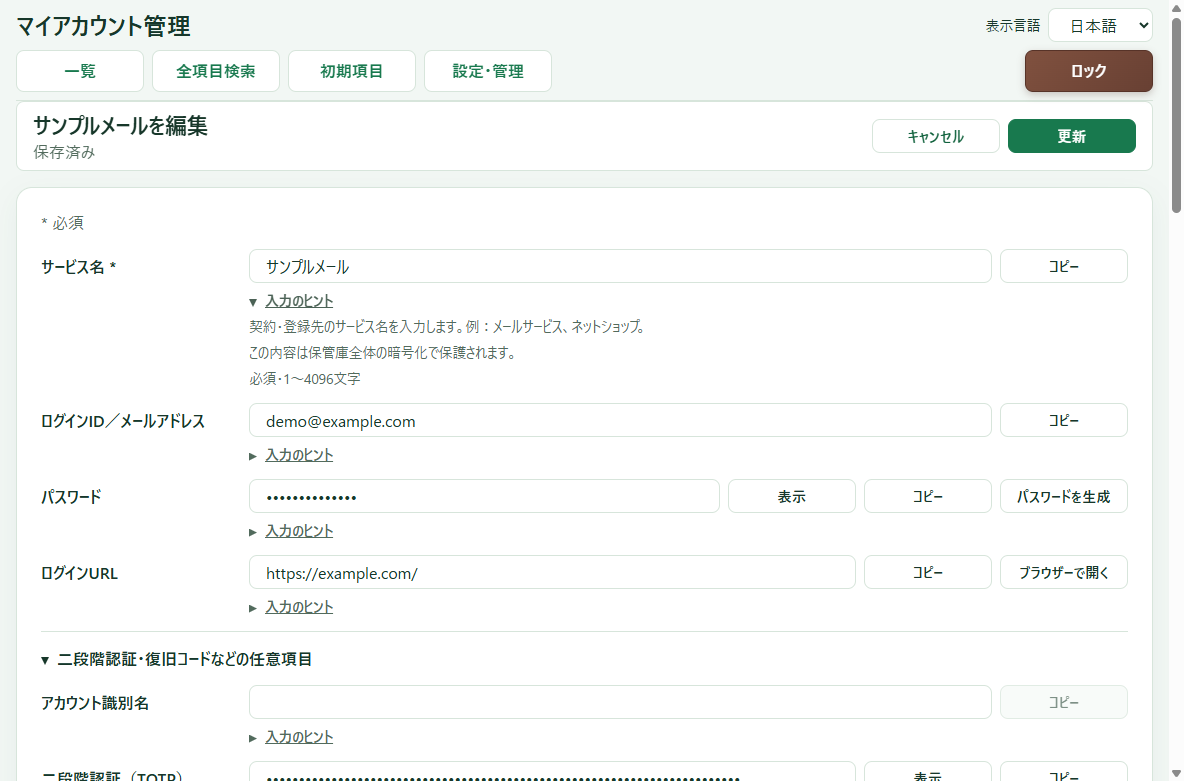 マイアカウント管理
表示言語 日本語
一覧 全項目検索 初期項目 設定・管理 ロック
サンプルメールを編集
保存済み
キャンセル 更新
* 必須
サービス名 * サンプルメール コピー
▼ 入力のヒント
契約・登録先のサービス名を入力します。例：メールサービス、ネットショップ。
この内容は保管庫全体の暗号化で保護されます。
必須・1～4096文字
ログインID／メールアドレス demo@example.com コピー
▶ 入力のヒント
パスワード •••••••••••••• 表示 コピー パスワードを生成
▶ 入力のヒント
ログインURL https://example.com/ コピー ブラウザーで開く
▶ 入力のヒント
▼ 二段階認証・復旧コードなどの任意項目
アカウント識別名 コピー
▶ 入力のヒント
二段階認証（TOTP） 表示 コピー